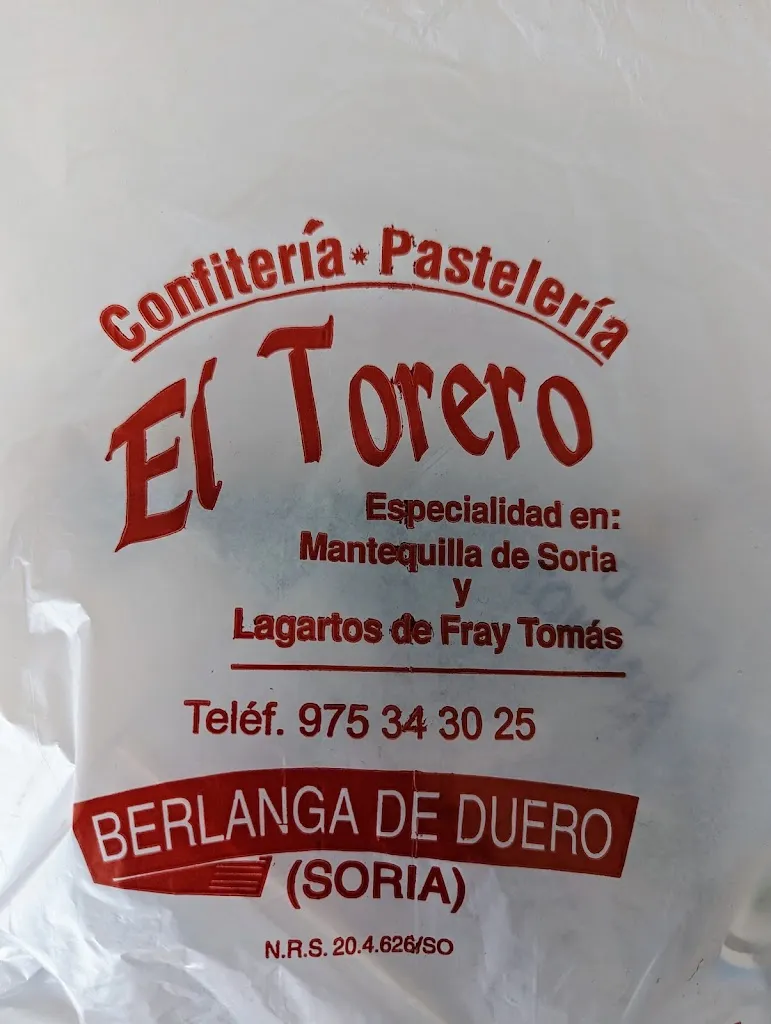 Confitería * Pastelería
El Torero
Especialidad en:
Mantequilla de Soria
y
Lagartos de Fray Tomás
Teléf. 975 34 30 25
BERLANGA DE DUERO
(SORIA)
N.R.S. 20.4.626/SO